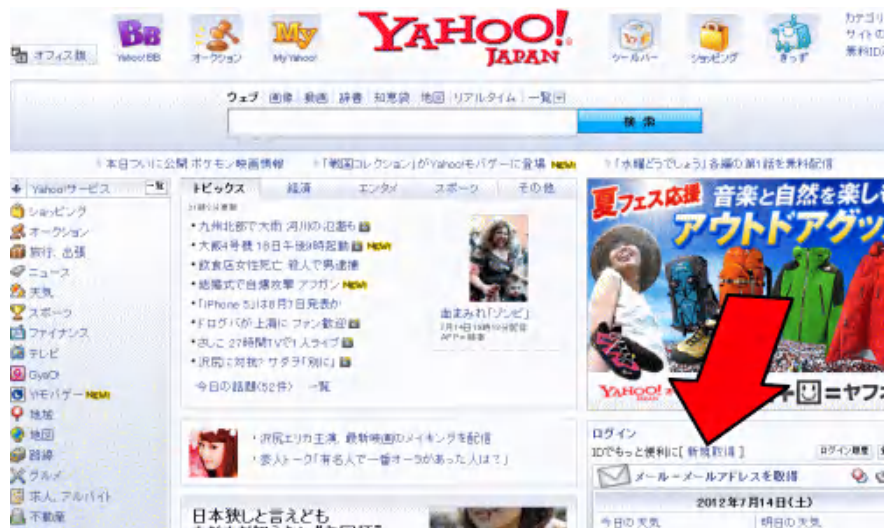 オフィス版
Yahoo!BB
オークション
My Yahoo!
YAHOO!
JAPAN
ツールバー
ショッピング
きっず
カテゴリ
サイトの
無料ID
ウェブ 画像 動画 辞書 知恵袋 地図 リアルタイム 一覧
検索
本日ついに公開 ポケモン映画情報
「戦国コレクション」がYahoo!モバゲーに登場 NEW!
「水曜どうでしょう」各編の第1話を無料配信
Yahoo!サービス 一覧
ショッピング
オークション
旅行、出張
ニュース
天気
スポーツ
ファイナンス
テレビ
GyaO!
Y!モバゲー NEW!
地域
地図
路線
グルメ
求人、アルバイト
不動産
トピックス 経済 エンタメ スポーツ その他
・九州北部で大雨 河川の氾濫も
・大飯4号機 18日午後9時起動 NEW!
・飲食店女性死亡 殺人で男逮捕
・結婚式で自爆攻撃 アフガン NEW!
・「iPhone 5」は8月7日発表か
・ドログバが上海に ファン歓迎
・さしこ 27時間TVで1人ライブ
・沢尻に対抗? サダラ「別に」
今日の話題(52件) 一覧
血まみれ「ゾンビ」
・沢尻エリカ主演、最新映画のメイキングを配信
・恋人トーク「有名人で一番オーラがあった人は?」
日本狭しと言えども
夏フェス応援 音楽と自然を楽し
アウトドアグッ
YAHOO!
JAPAN
=ヤフ
ログイン
IDでもっと便利に[ 新規取得 ]
ログイン履歴
メール - メールアドレスを取得
2012年7月14日(土)
今日の天気 明日の天気